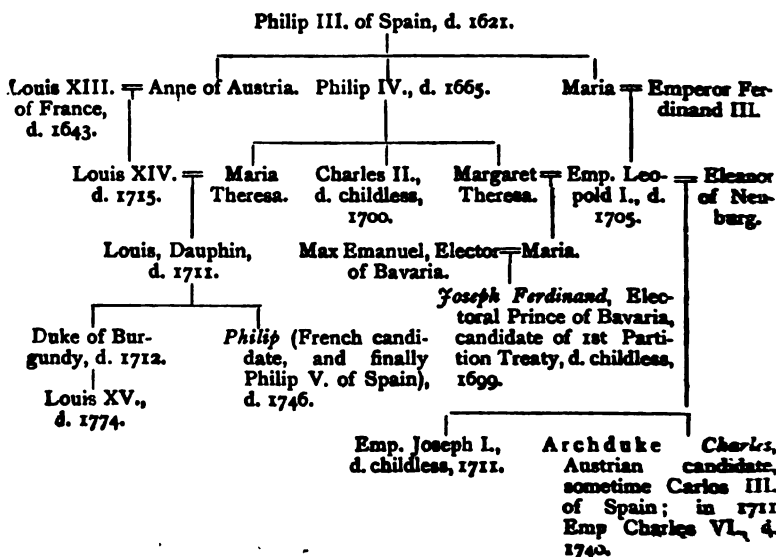 Philip III. of Spain, d. 1621.
Louis XIII. = Anne of Austria. Philip IV., d. 1665. Maria = Emperor Fer-
of France, dinand III.
d. 1643.
Louis XIV. = Maria Charles II., Margaret = Emp. Leo- = Eleanor
d. 1715. Theresa. d. childless, Theresa. pold I., d. of Neu-
1700. 1705. burg.
Louis, Dauphin, Max Emanuel, Elector = Maria.
d. 1711. of Bavaria.
Joseph Ferdinand, Elec-
toral Prince of Bavaria,
candidate of 1st Parti-
tion Treaty, d. childless,
1699.
Duke of Bur- Philip (French candi-
gundy, d. 1712. date, and finally
Philip V. of Spain),
d. 1746.
Louis XV.,
d. 1774.
Emp. Joseph I., Archduke Charles,
d. childless, 1711. Austrian candidate,
sometime Carlos III.
of Spain; in 1711
Emp Charles VI., d.
1740.